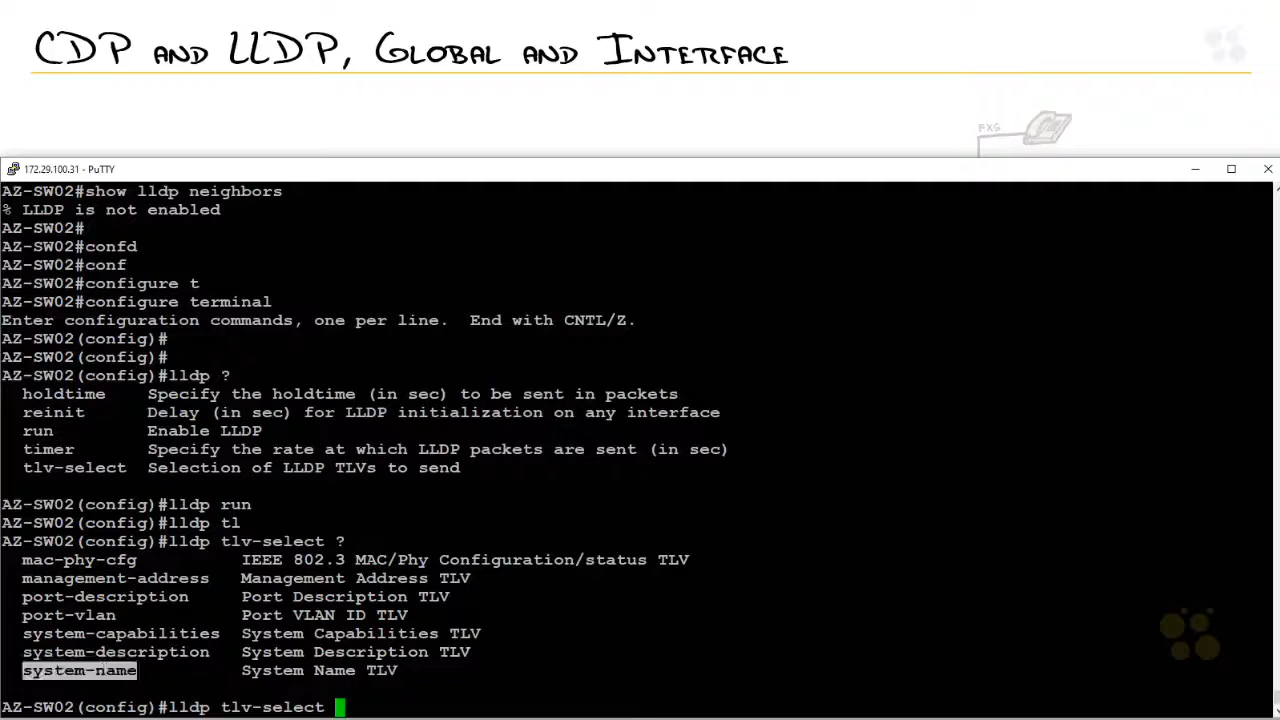 CDP AND LLDP, GLOBAL AND INTERFACE
FXS
172.29.100.31 - PuTTY
AZ-SW02#show lldp neighbors
% LLDP is not enabled
AZ-SW02#
AZ-SW02#confd
AZ-SW02#conf
AZ-SW02#configure t
AZ-SW02#configure terminal
Enter configuration commands, one per line.  End with CNTL/Z.
AZ-SW02(config)#
AZ-SW02(config)#
AZ-SW02(config)#lldp ?
  holdtime    Specify the holdtime (in sec) to be sent in packets
  reinit      Delay (in sec) for LLDP initialization on any interface
  run         Enable LLDP
  timer       Specify the rate at which LLDP packets are sent (in sec)
  tlv-select  Selection of LLDP TLVs to send
AZ-SW02(config)#lldp run
AZ-SW02(config)#lldp tl
AZ-SW02(config)#lldp tlv-select ?
  mac-phy-cfg          IEEE 802.3 MAC/Phy Configuration/status TLV
  management-address   Management Address TLV
  port-description     Port Description TLV
  port-vlan            Port VLAN ID TLV
  system-capabilities  System Capabilities TLV
  system-description   System Description TLV
  system-name          System Name TLV
AZ-SW02(config)#lldp tlv-select